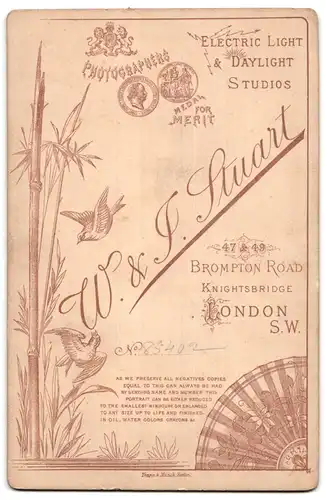 PHOTOGRAPHERS
MEDAL
FOR
MERIT
ELECTRIC LIGHT
& DAYLIGHT
STUDIOS
W. & J. Stuart
47 & 49
BROMPTON ROAD
KNIGHTSBRIDGE
LONDON
S.W.
No 85402
AS WE PRESERVE ALL NEGATIVES COPIES
EQUAL TO THIS CAN ALWAYS BE HAD
BY SENDING NAME AND NUMBER THIS
PORTRAIT CAN BE EITHER REDUCED
TO THE SMALLEST MINIATURE OR ENLARGED
TO ANY SIZE UP TO LIFE AND FINISHED
IN OIL, WATER COLORS, CRAYONS &c.